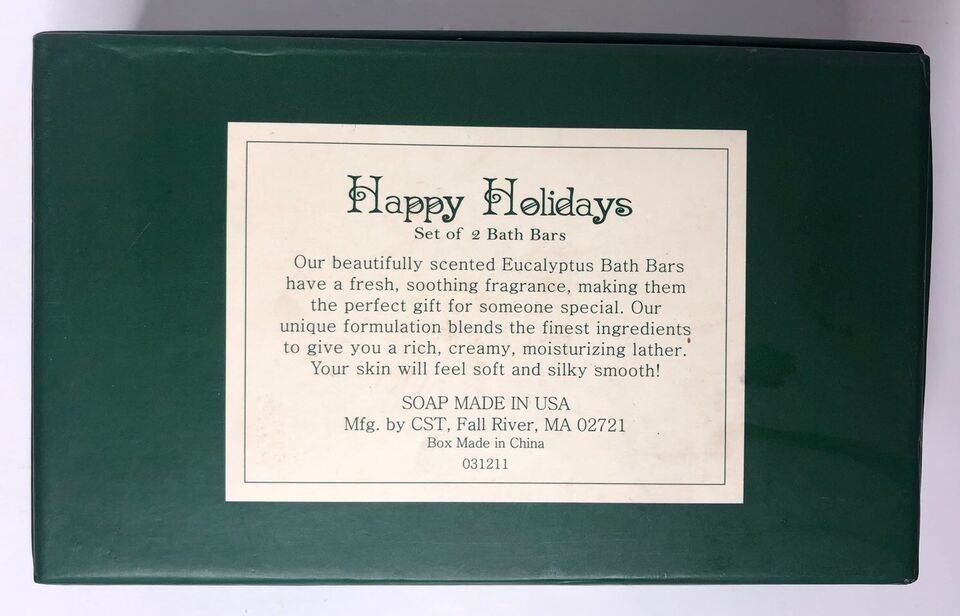 Happy Holidays
Set of 2 Bath Bars
Our beautifully scented Eucalyptus Bath Bars
have a fresh, soothing fragrance, making them
the perfect gift for someone special. Our
unique formulation blends the finest ingredients
to give you a rich, creamy, moisturizing lather.
Your skin will feel soft and silky smooth!
SOAP MADE IN USA
Mfg. by CST, Fall River, MA 02721
Box Made in China
031211